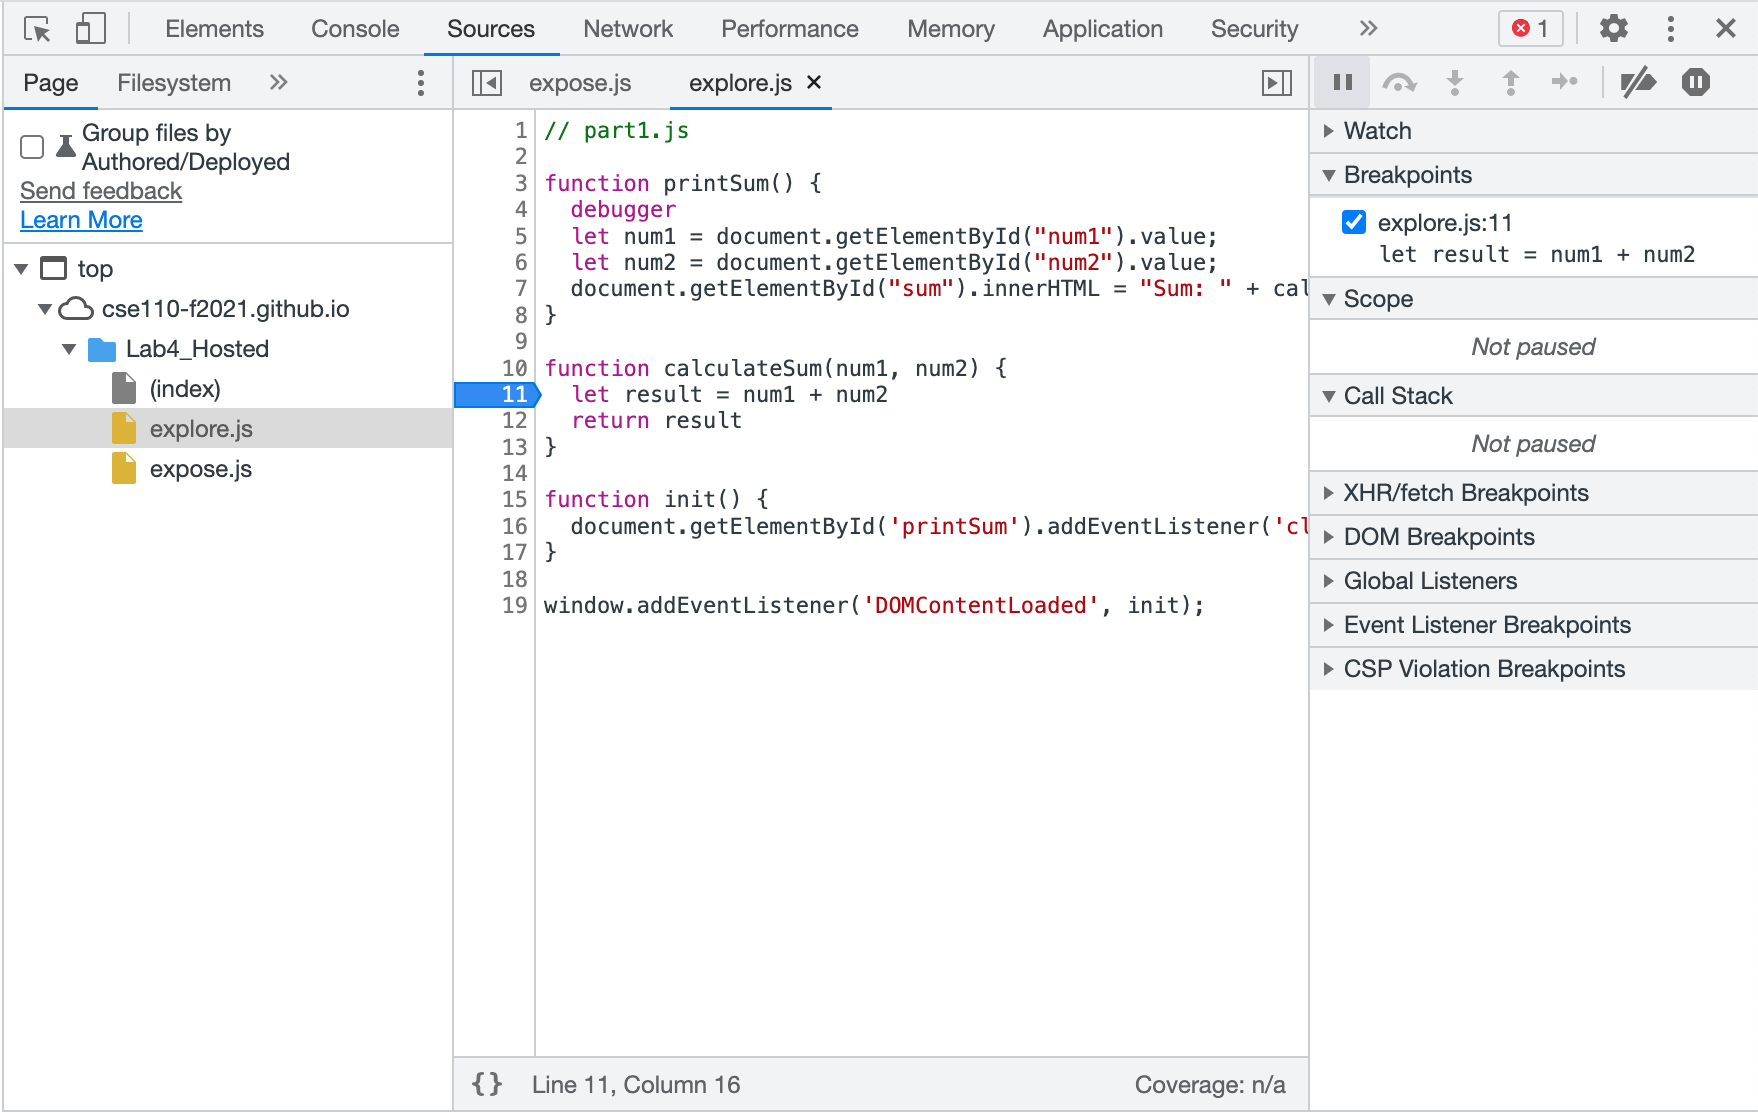 Elements Console Sources Network Performance Memory Application Security » 1
Page Filesystem »
Group files by
Authored/Deployed
Send feedback
Learn More
top
cse110-f2021.github.io
Lab4_Hosted
(index)
explore.js
expose.js
expose.js explore.js ×
1 // part1.js
2
3 function printSum() {
4   debugger
5   let num1 = document.getElementById("num1").value;
6   let num2 = document.getElementById("num2").value;
7   document.getElementById("sum").innerHTML = "Sum: " + cal
8 }
9
10 function calculateSum(num1, num2) {
11   let result = num1 + num2
12   return result
13 }
14
15 function init() {
16   document.getElementById('printSum').addEventListener('cl
17 }
18
19 window.addEventListener('DOMContentLoaded', init);
{} Line 11, Column 16 Coverage: n/a
Watch
Breakpoints
explore.js:11
let result = num1 + num2
Scope
Not paused
Call Stack
Not paused
XHR/fetch Breakpoints
DOM Breakpoints
Global Listeners
Event Listener Breakpoints
CSP Violation Breakpoints